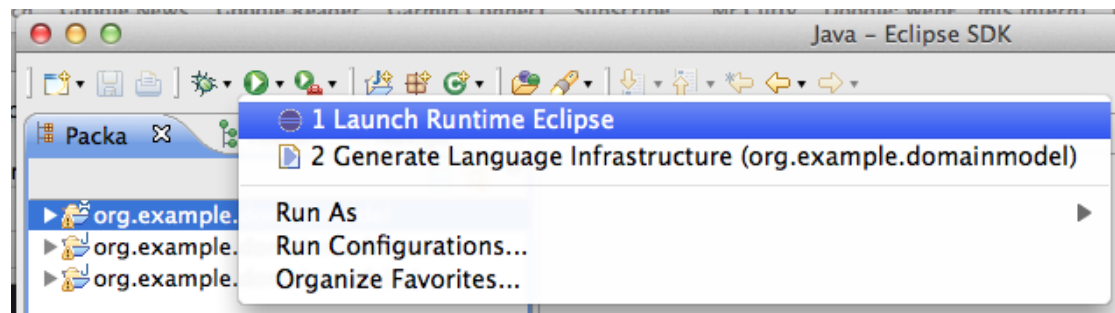 Java – Eclipse SDK
Packa
1 Launch Runtime Eclipse
2 Generate Language Infrastructure (org.example.domainmodel)
org.example.
Run As
org.example.
Run Configurations...
org.example.
Organize Favorites...